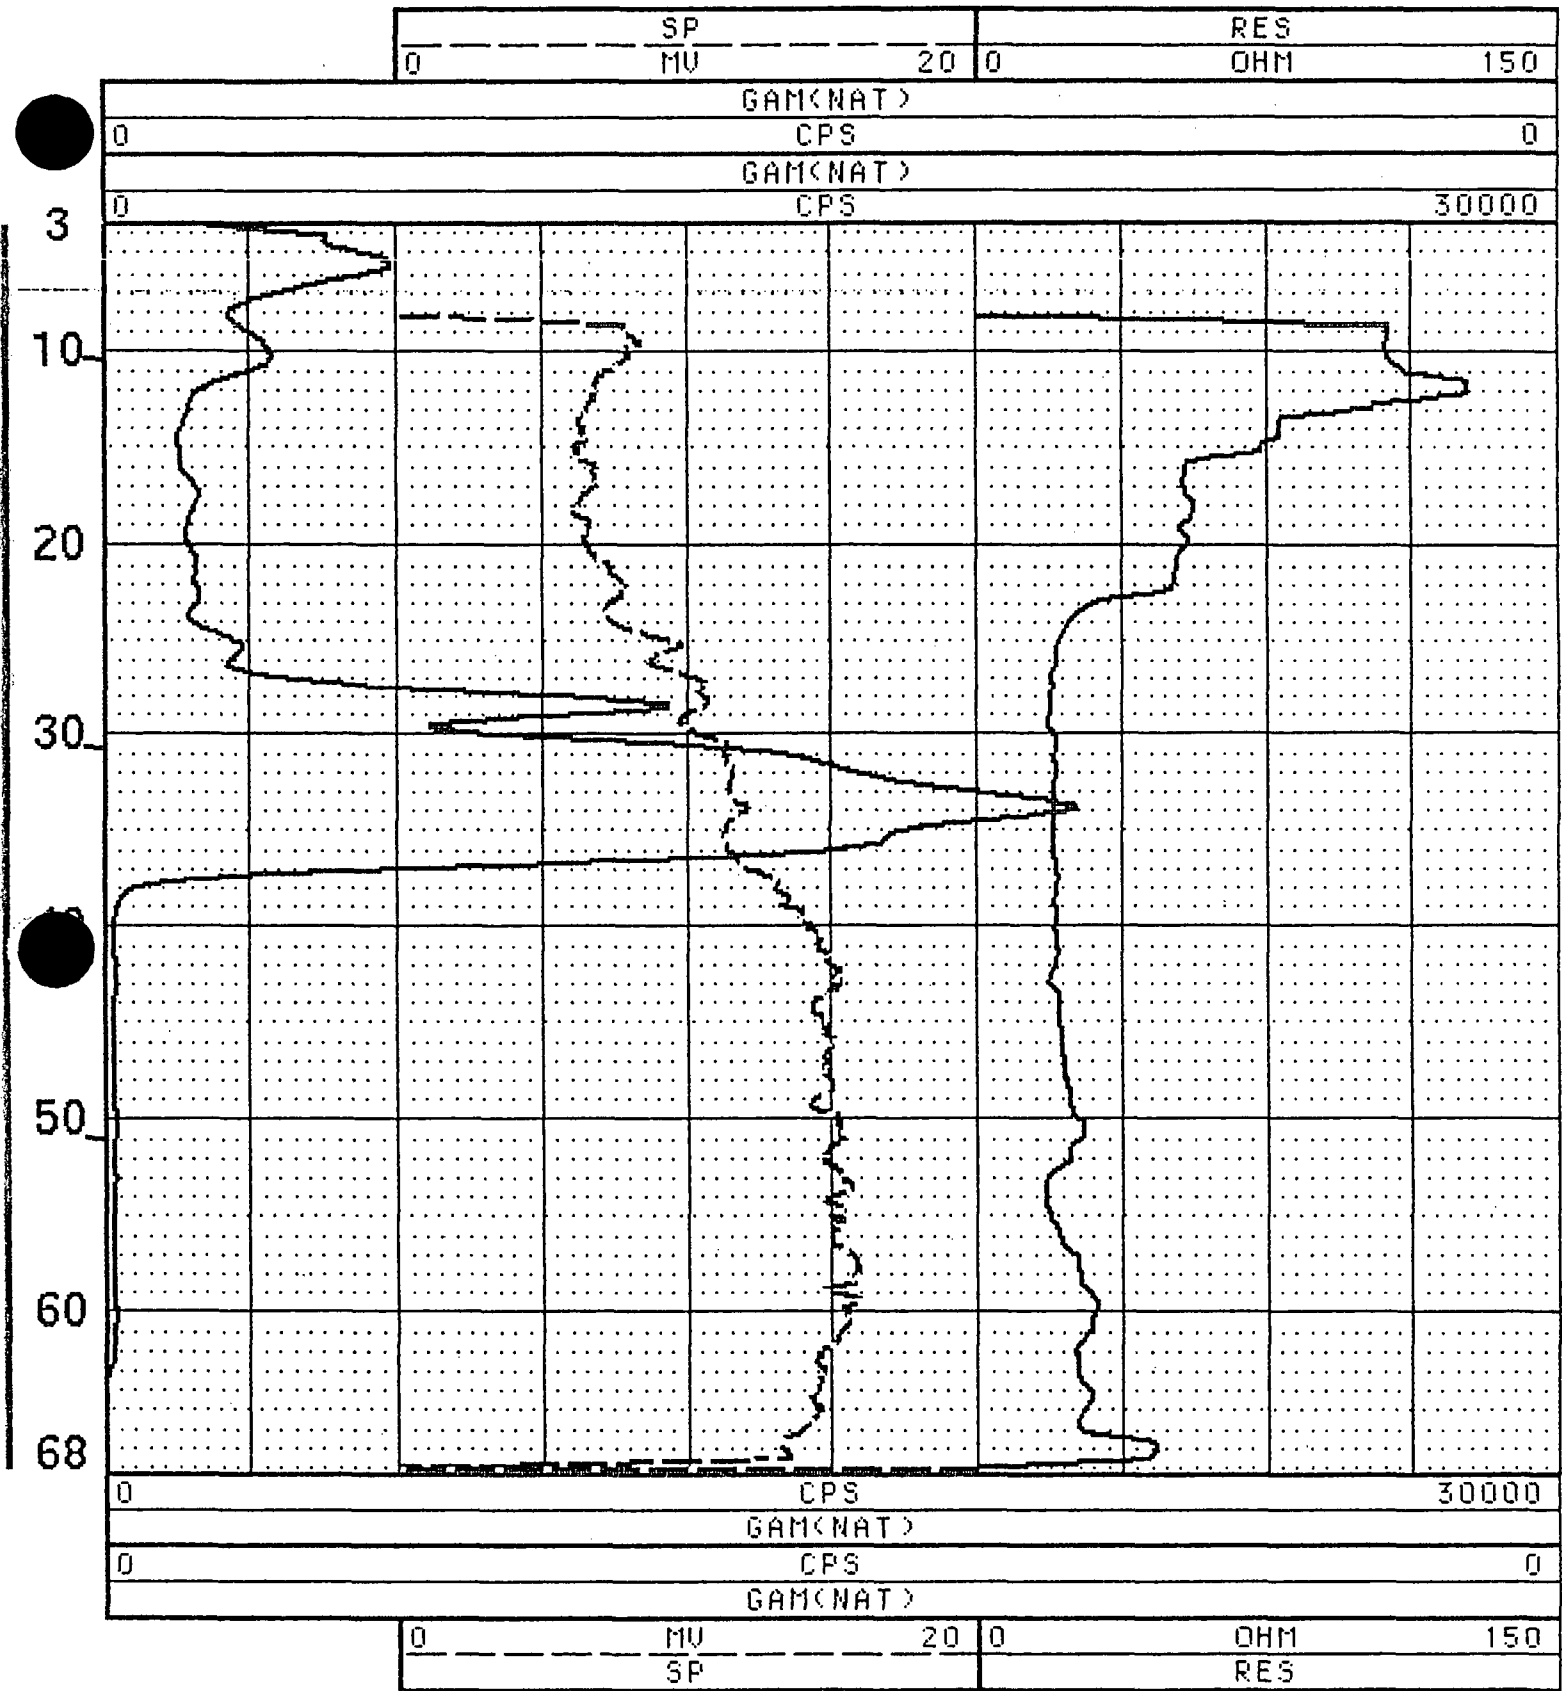 SP RES
0 MV 20 0 OHM 150
GAM(NAT)
0 CPS 0
GAM(NAT)
0 CPS 30000
3
10
20
30
50
60
68
0 CPS 30000
GAM(NAT)
0 CPS 0
GAM(NAT)
0 MV 20 0 OHM 150
SP RES